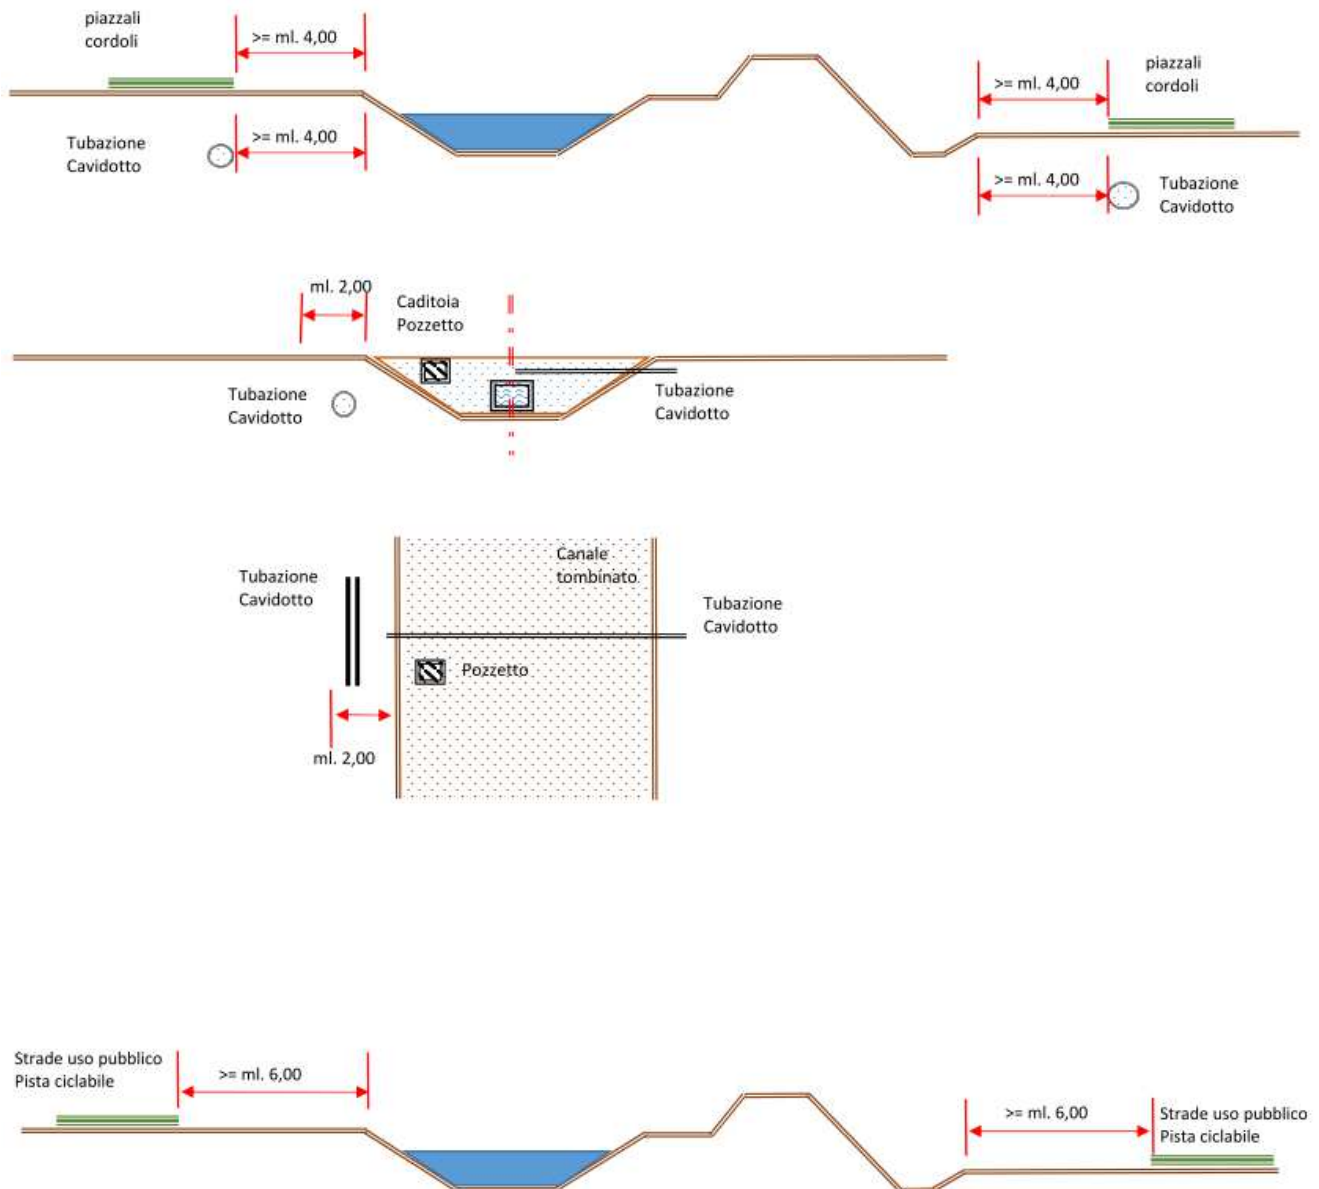 piazzali
cordoli
>= ml. 4,00
piazzali
cordoli
>= ml. 4,00
Tubazione
Cavidotto
>= ml. 4,00
>= ml. 4,00
Tubazione
Cavidotto
ml. 2,00
Caditoia
Pozzetto
Tubazione
Cavidotto
Tubazione
Cavidotto
Canale
tombinato
Tubazione
Cavidotto
Tubazione
Cavidotto
Pozzetto
ml. 2,00
Strade uso pubblico
Pista ciclabile
>= ml. 6,00
>= ml. 6,00
Strade uso pubblico
Pista ciclabile